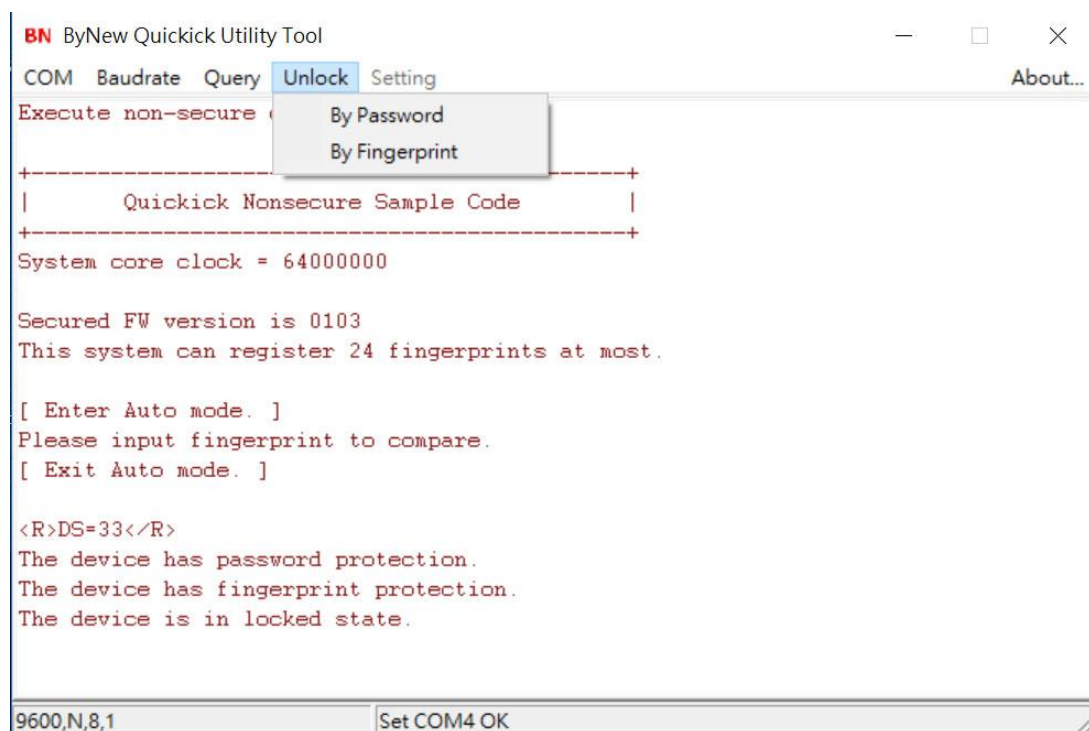 BN ByNew Quickick Utility Tool
COM Baudrate Query Unlock Setting About...
By Password
By Fingerprint
Execute non-secure
+------------------------------------------------+
| Quickick Nonsecure Sample Code |
+------------------------------------------------+
System core clock = 64000000
Secured FW version is 0103
This system can register 24 fingerprints at most.
[ Enter Auto mode. ]
Please input fingerprint to compare.
[ Exit Auto mode. ]
<R>DS=33</R>
The device has password protection.
The device has fingerprint protection.
The device is in locked state.
9600,N,8,1 Set COM4 OK